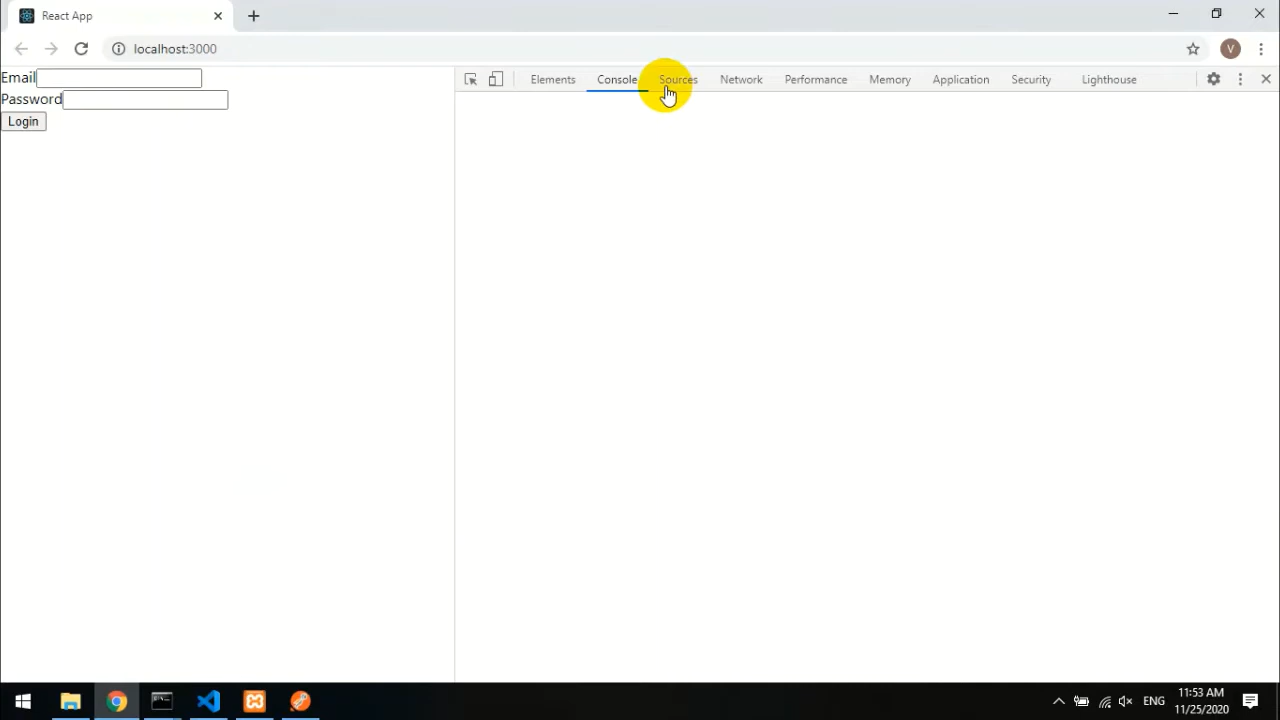 React App
localhost:3000
V
Email
Password
Login
Elements Console Sources Network Performance Memory Application Security Lighthouse
ENG
11:53 AM
11/25/2020